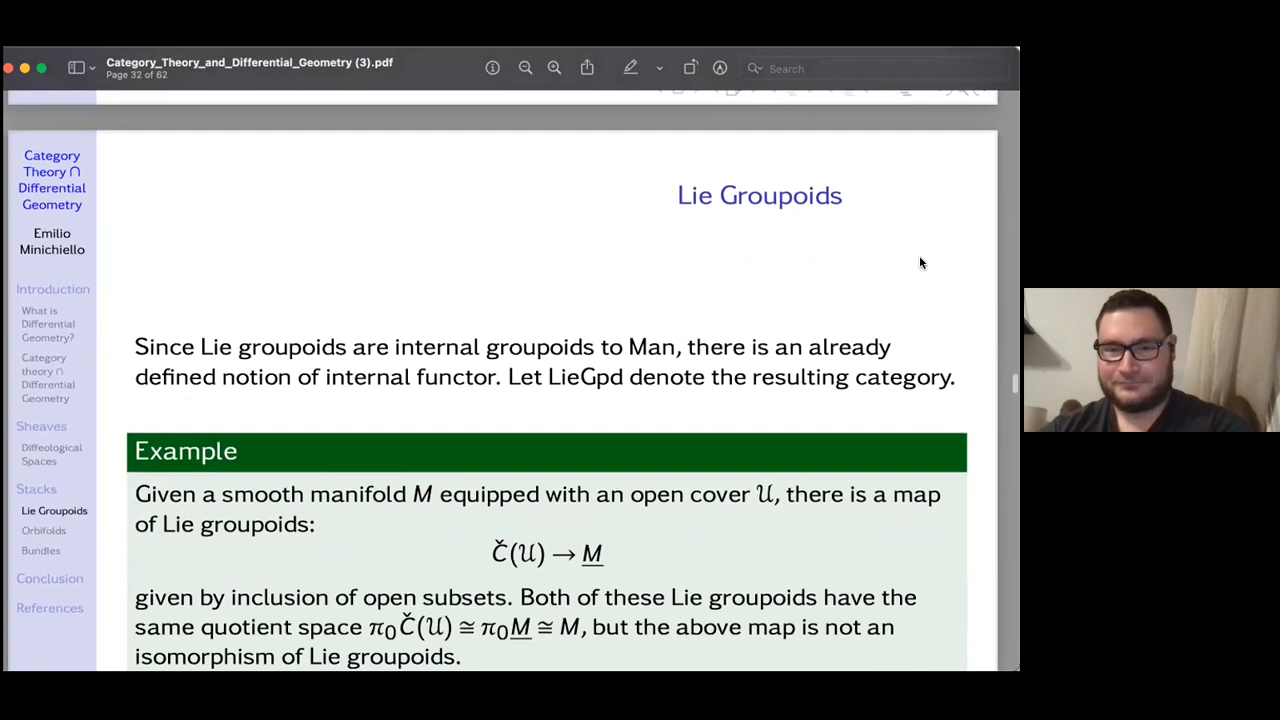 Category_Theory_and_Differential_Geometry (3).pdf
Page 32 of 62
Search
Category
Theory ∩
Differential
Geometry
Emilio
Minichiello
Introduction
What is
Differential
Geometry?
Category
theory ∩
Differential
Geometry
Sheaves
Diffeological
Spaces
Stacks
Lie Groupoids
Orbifolds
Bundles
Conclusion
References
Lie Groupoids
Since Lie groupoids are internal groupoids to Man, there is an already
defined notion of internal functor. Let LieGpd denote the resulting category.
Example
Given a smooth manifold M equipped with an open cover 𝒰, there is a map
of Lie groupoids:
Č(𝒰) → M̲
given by inclusion of open subsets. Both of these Lie groupoids have the
same quotient space π₀Č(𝒰) ≅ π₀M̲ ≅ M, but the above map is not an
isomorphism of Lie groupoids.